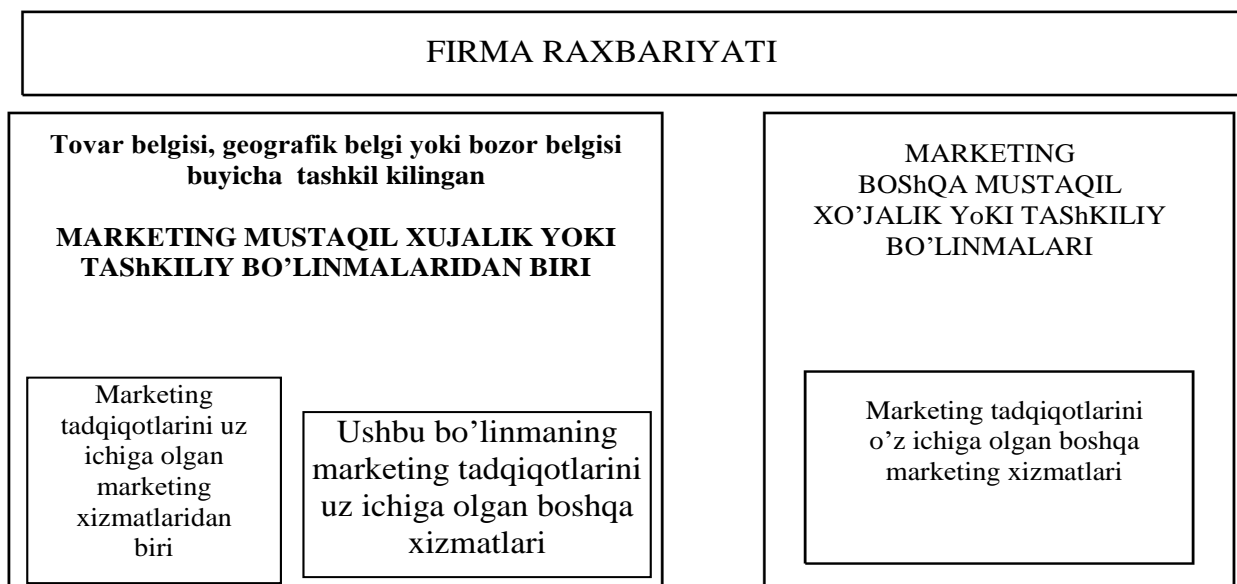 FIRMA RAXBARIYATI
Tovar belgisi, geografik belgi yoki bozor belgisi
buyicha tashkil kilingan
MARKETING MUSTAQIL XUJALIK YOKI
TAShKILIY BO’LINMALARIDAN BIRI
Marketing
tadqiqotlarini uz
ichiga olgan
marketing
xizmatlaridan
biri
Ushbu bo’linmaning
marketing tadqiqotlarini
uz ichiga olgan boshqa
xizmatlari
MARKETING
BOShQA MUSTAQIL
XO’JALIK YoKI TAShKILIY
BO’LINMALARI
Marketing tadqiqotlarini
o’z ichiga olgan boshqa
marketing xizmatlari